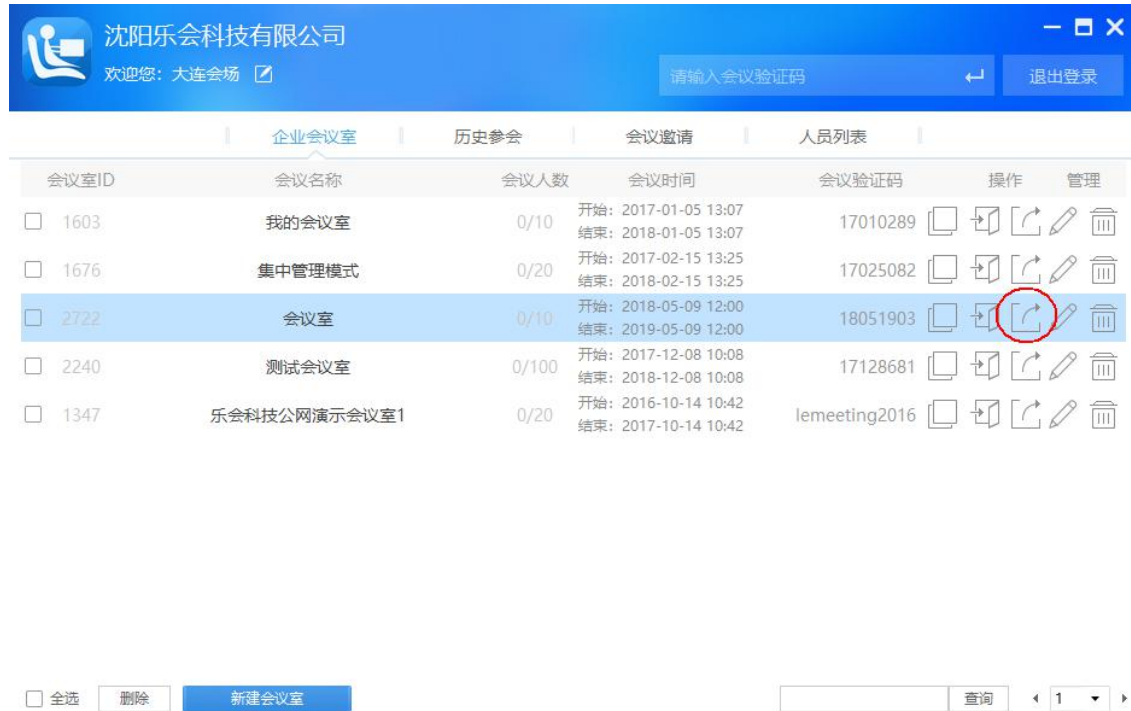 沈阳乐会科技有限公司
欢迎您：大连会场
请输入会议验证码
退出登录
企业会议室 历史参会 会议邀请 人员列表
会议室ID 会议名称 会议人数 会议时间 会议验证码 操作 管理
1603 我的会议室 0/10 开始：2017-01-05 13:07 17010289
结束：2018-01-05 13:07
1676 集中管理模式 0/20 开始：2017-02-15 13:25 17025082
结束：2018-02-15 13:25
2722 会议室 0/10 开始：2018-05-09 12:00 18051903
结束：2019-05-09 12:00
2240 测试会议室 0/100 开始：2017-12-08 10:08 17128681
结束：2018-12-08 10:08
1347 乐会科技公网演示会议室1 0/20 开始：2016-10-14 10:42 lemeeting2016
结束：2017-10-14 10:42
全选 删除 新建会议室 查询 1